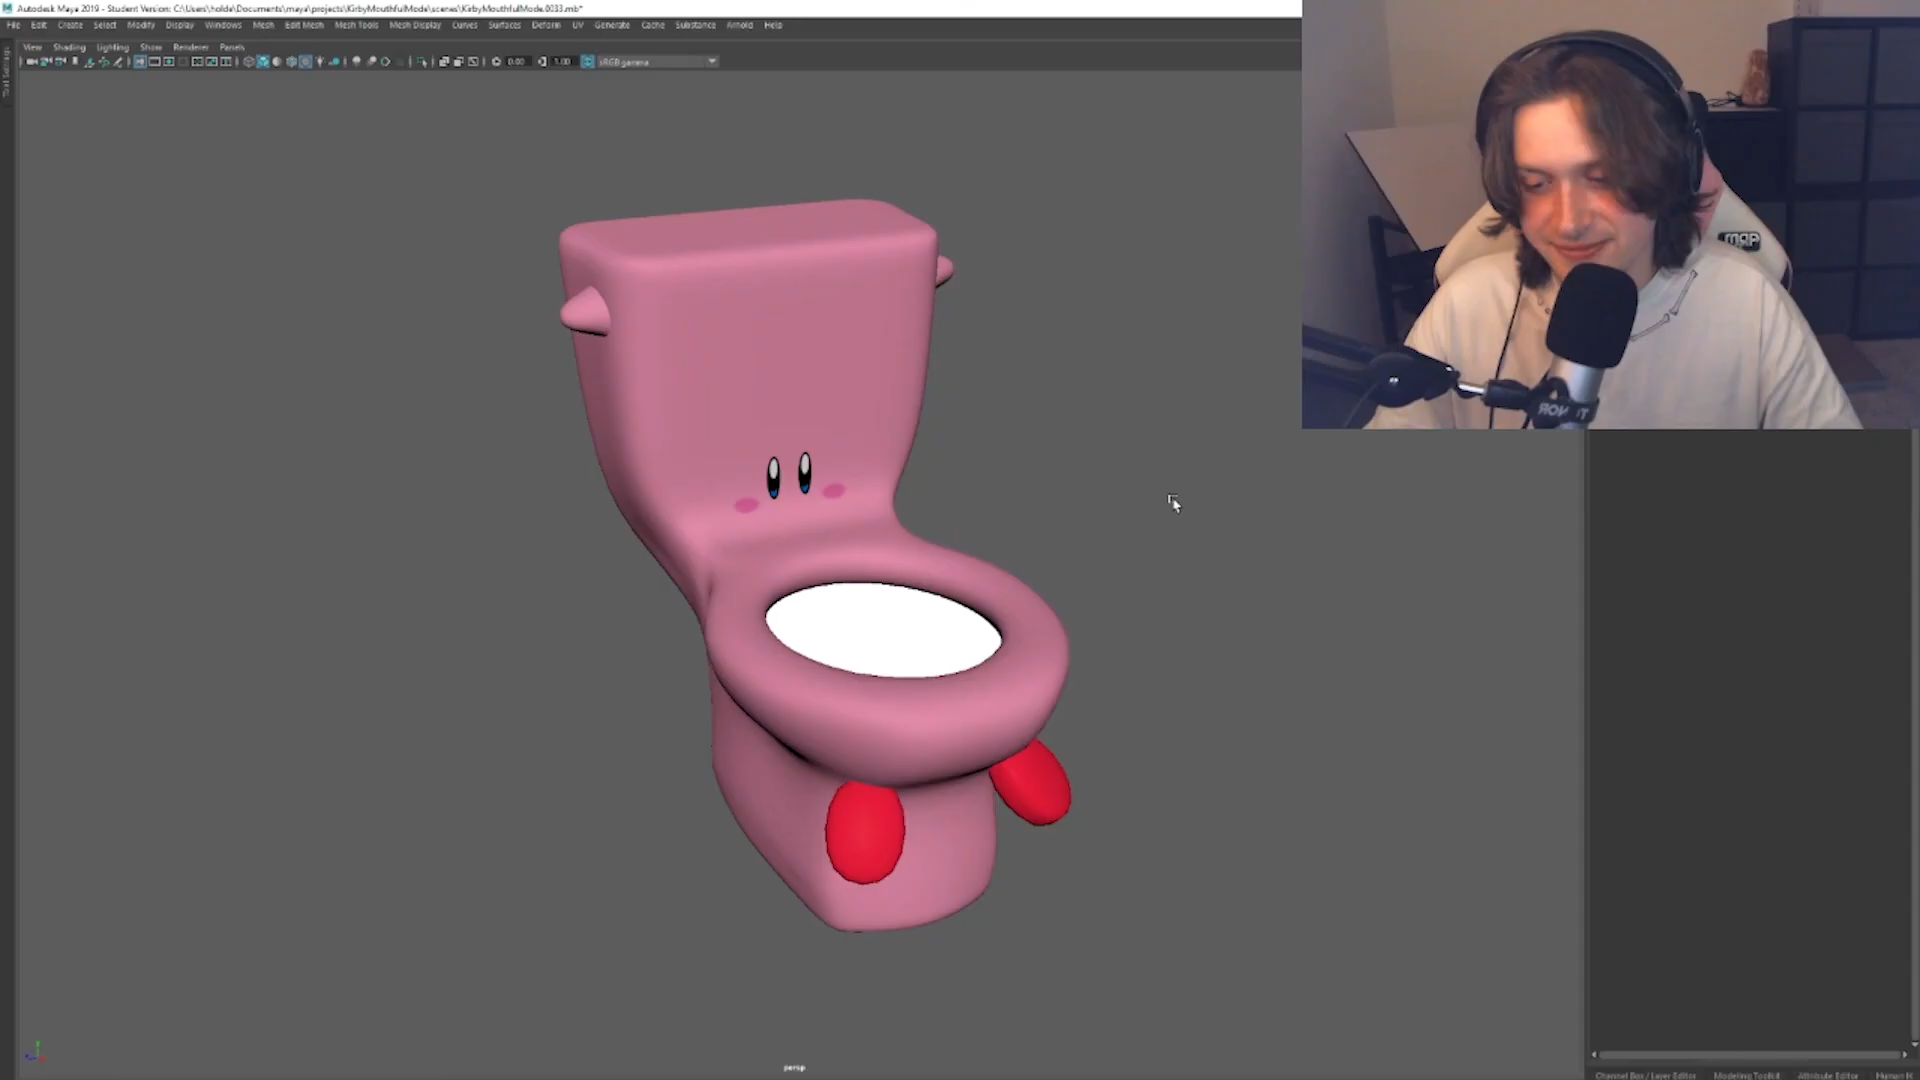 Autodesk Maya 2019 - Student Version: C:\Users\holde\Documents\maya\projects\KirbyMouthfulMode\scenes\KirbyMouthfulMode.0033.mb*
File Edit Create Select Modify Display Windows Mesh Edit Mesh Mesh Tools Mesh Display Curves Surfaces Deform UV Generate Cache Substance Arnold Help
View Shading Lighting Show Renderer Panels
0.00 1.00 sRGB gamma
persp
Channel Box / Layer Editor Modeling Toolkit Attribute Editor Human IK